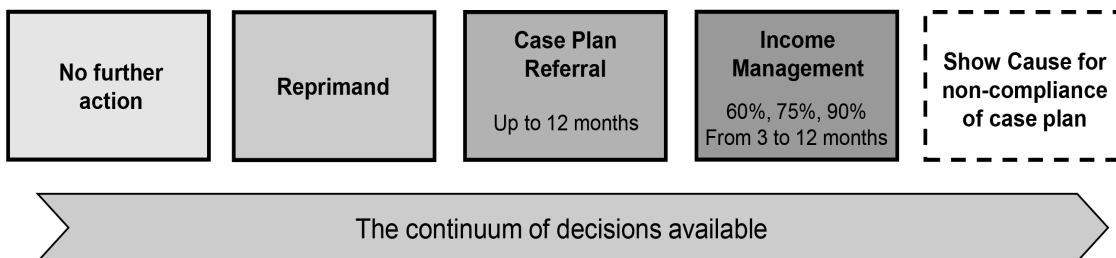 No further
action
Reprimand
Case Plan
Referral
Up to 12 months
Income
Management
60%, 75%, 90%
From 3 to 12 months
Show Cause for
non-compliance
of case plan
The continuum of decisions available